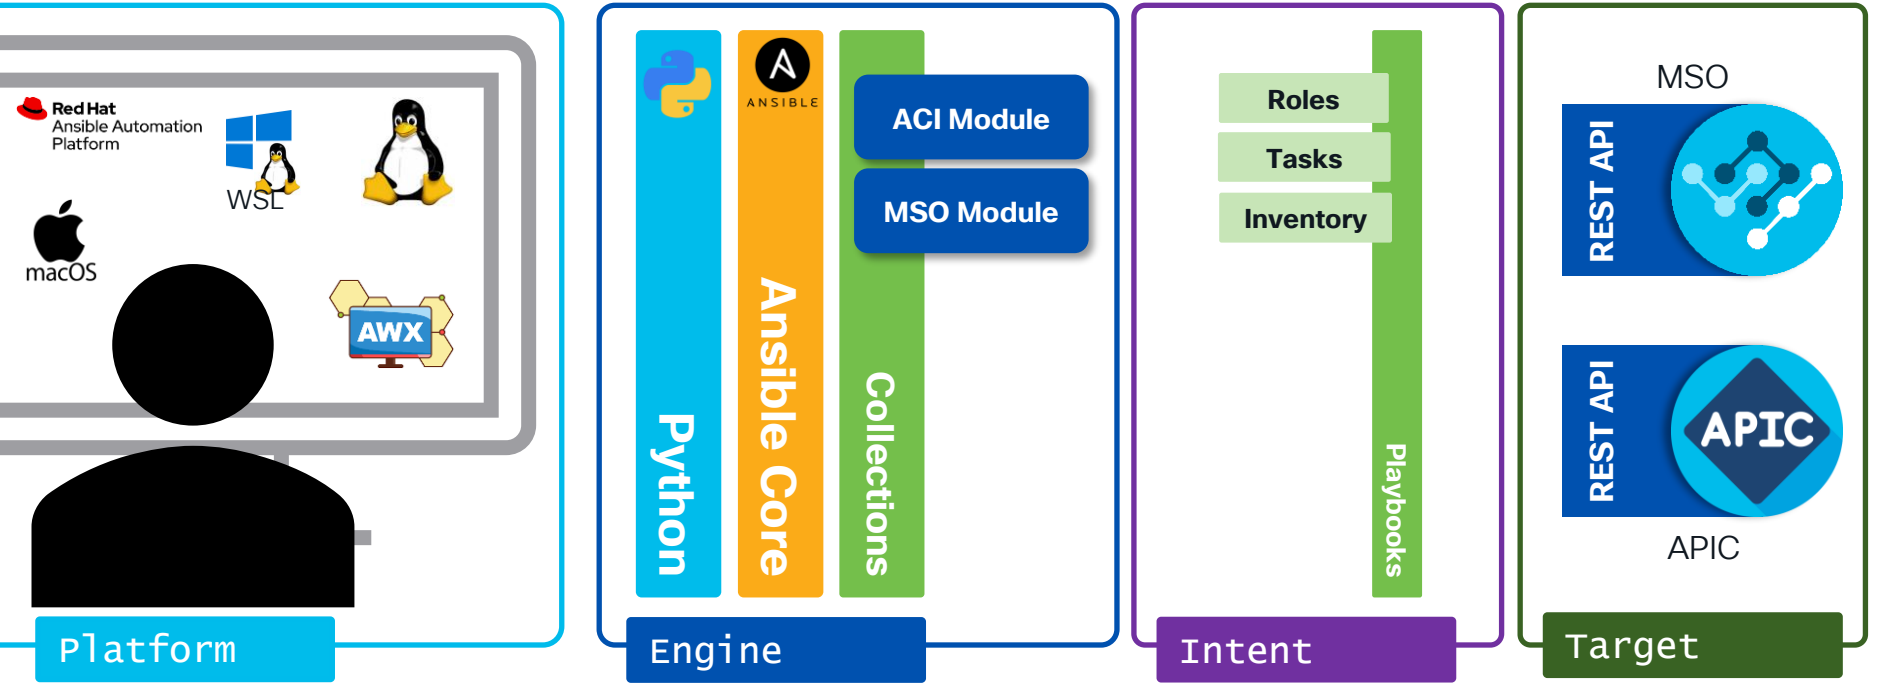 Red Hat
Ansible Automation
Platform
WSL
macOS
AWX
Platform
ANSIBLE
Python
Ansible Core
Collections
ACI Module
MSO Module
Engine
Roles
Tasks
Inventory
Playbooks
Intent
MSO
REST API
REST API
APIC
APIC
Target